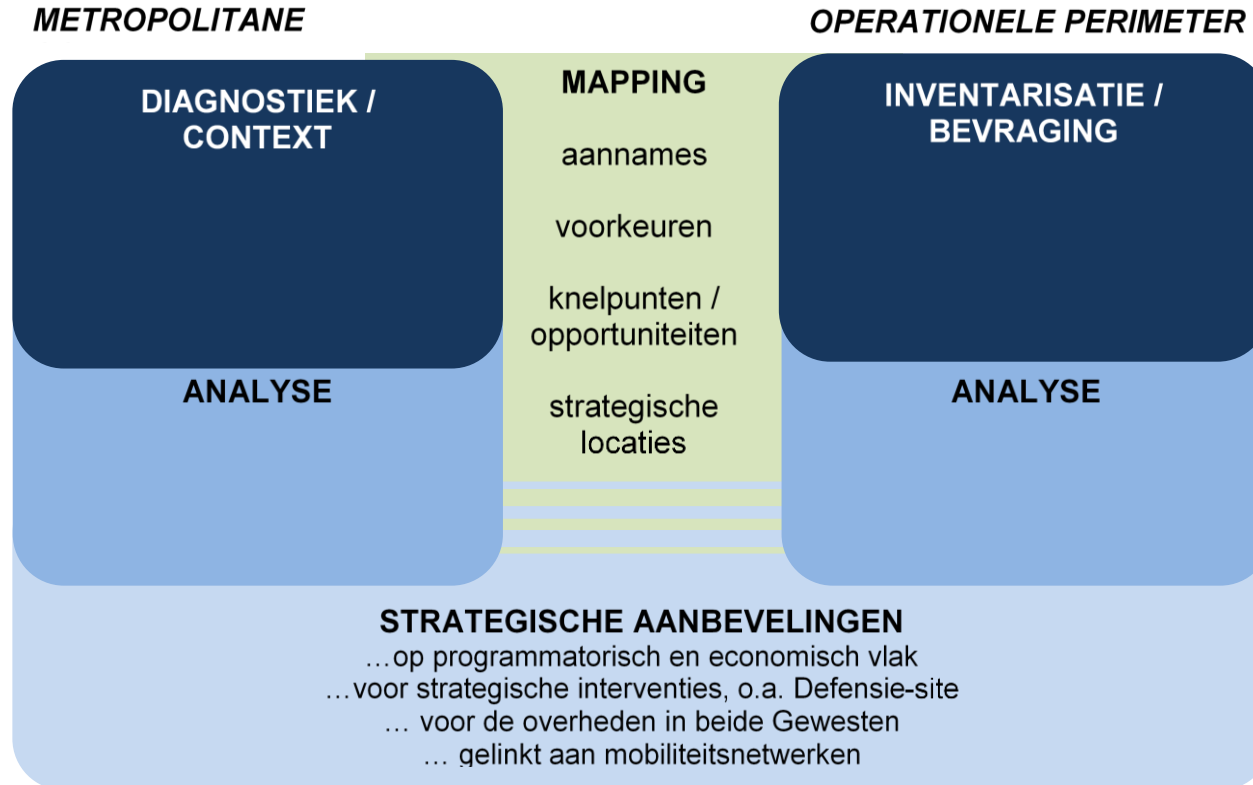 METROPOLITANE
OPERATIONELE PERIMETER
DIAGNOSTIEK /
CONTEXT
ANALYSE
MAPPING
aannames
voorkeuren
knelpunten /
opportuniteiten
strategische
locaties
INVENTARISATIE /
BEVRAGING
ANALYSE
STRATEGISCHE AANBEVELINGEN
…op programmatorisch en economisch vlak
…voor strategische interventies, o.a. Defensie-site
… voor de overheden in beide Gewesten
… gelinkt aan mobiliteitsnetwerken